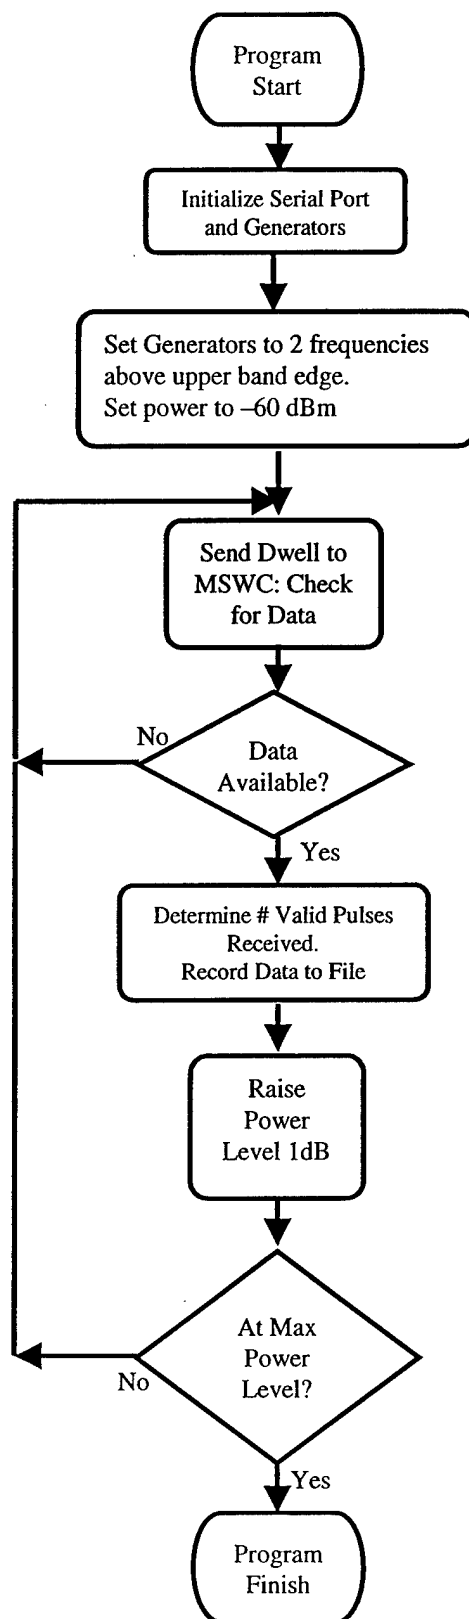 Program
Start
Initialize Serial Port
and Generators
Set Generators to 2 frequencies
above upper band edge.
Set power to –60 dBm
Send Dwell to
MSWC: Check
for Data
No
Data
Available?
Yes
Determine # Valid Pulses
Received.
Record Data to File
Raise
Power
Level 1dB
At Max
Power
Level?
No
Yes
Program
Finish